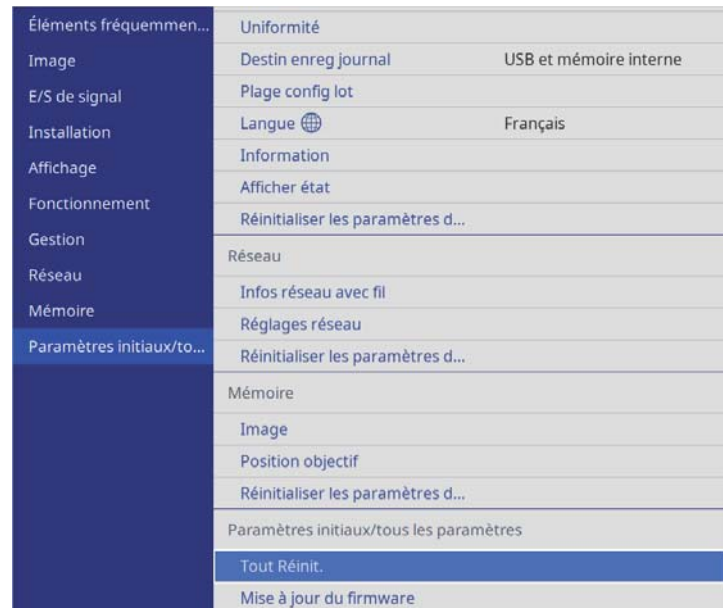 Éléments fréquemmen...
Image
E/S de signal
Installation
Affichage
Fonctionnement
Gestion
Réseau
Mémoire
Paramètres initiaux/to...
Uniformité
Destin enreg journal USB et mémoire interne
Plage config lot
Langue Français
Information
Afficher état
Réinitialiser les paramètres d...
Réseau
Infos réseau avec fil
Réglages réseau
Réinitialiser les paramètres d...
Mémoire
Image
Position objectif
Réinitialiser les paramètres d...
Paramètres initiaux/tous les paramètres
Tout Réinit.
Mise à jour du firmware